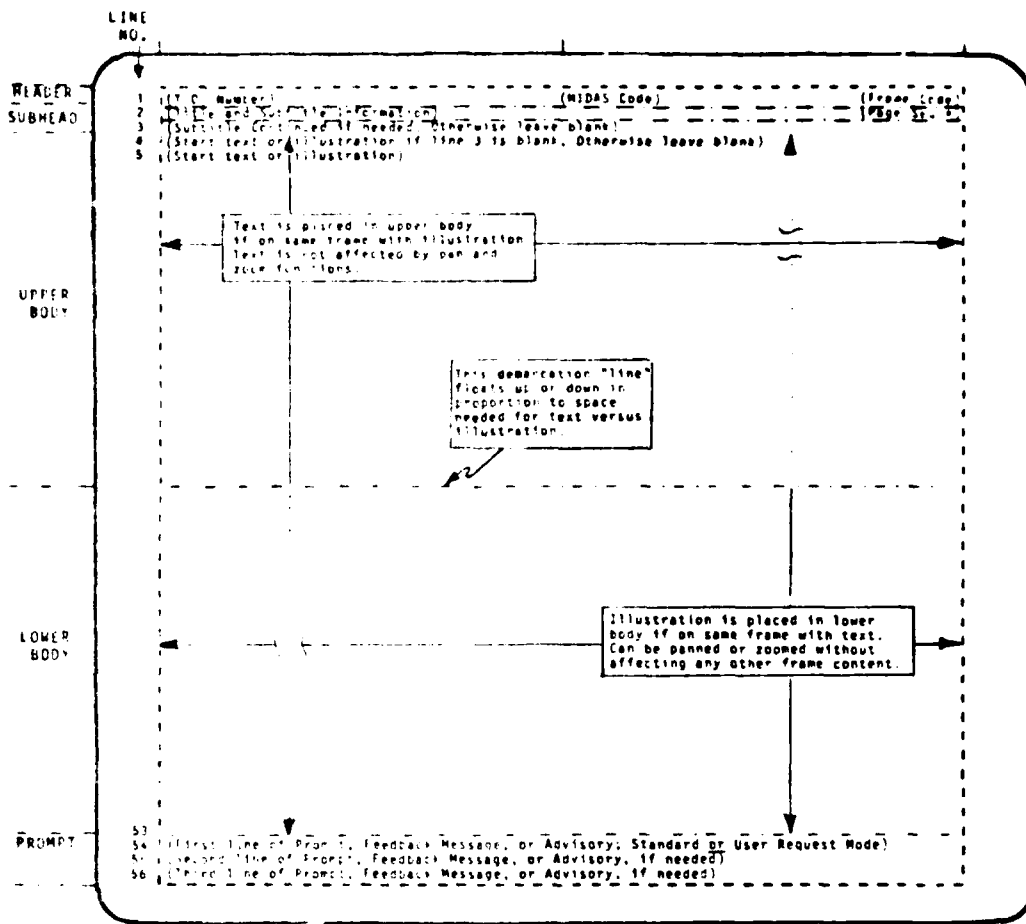 LINE
NO.
HEADER
SUBHEAD
1 (T.O. Number) (MIDAS Code) (Frame Code)
2 (Title and Subtitle Information) (Page
3 (Subtitle Continued if needed, Otherwise leave blank)
4 (Start text or illustration if line 3 is blank, Otherwise leave blank)
5 (Start text or illustration)
Text is placed in upper body
if on same frame with illustration
Text is not affected by pan and
zoom functions.
UPPER
BODY
This demarcation "line"
floats up or down in
proportion to space
needed for text versus
illustration.
LOWER
BODY
Illustration is placed in lower
body if on same frame with text.
Can be panned or zoomed without
affecting any other frame content.
PROMPT
53
54 (First line of Prompt, Feedback Message, or Advisory; Standard or User Request Mode)
55 (Second line of Prompt, Feedback Message, or Advisory, if needed)
56 (Third line of Prompt, Feedback Message, or Advisory, if needed)